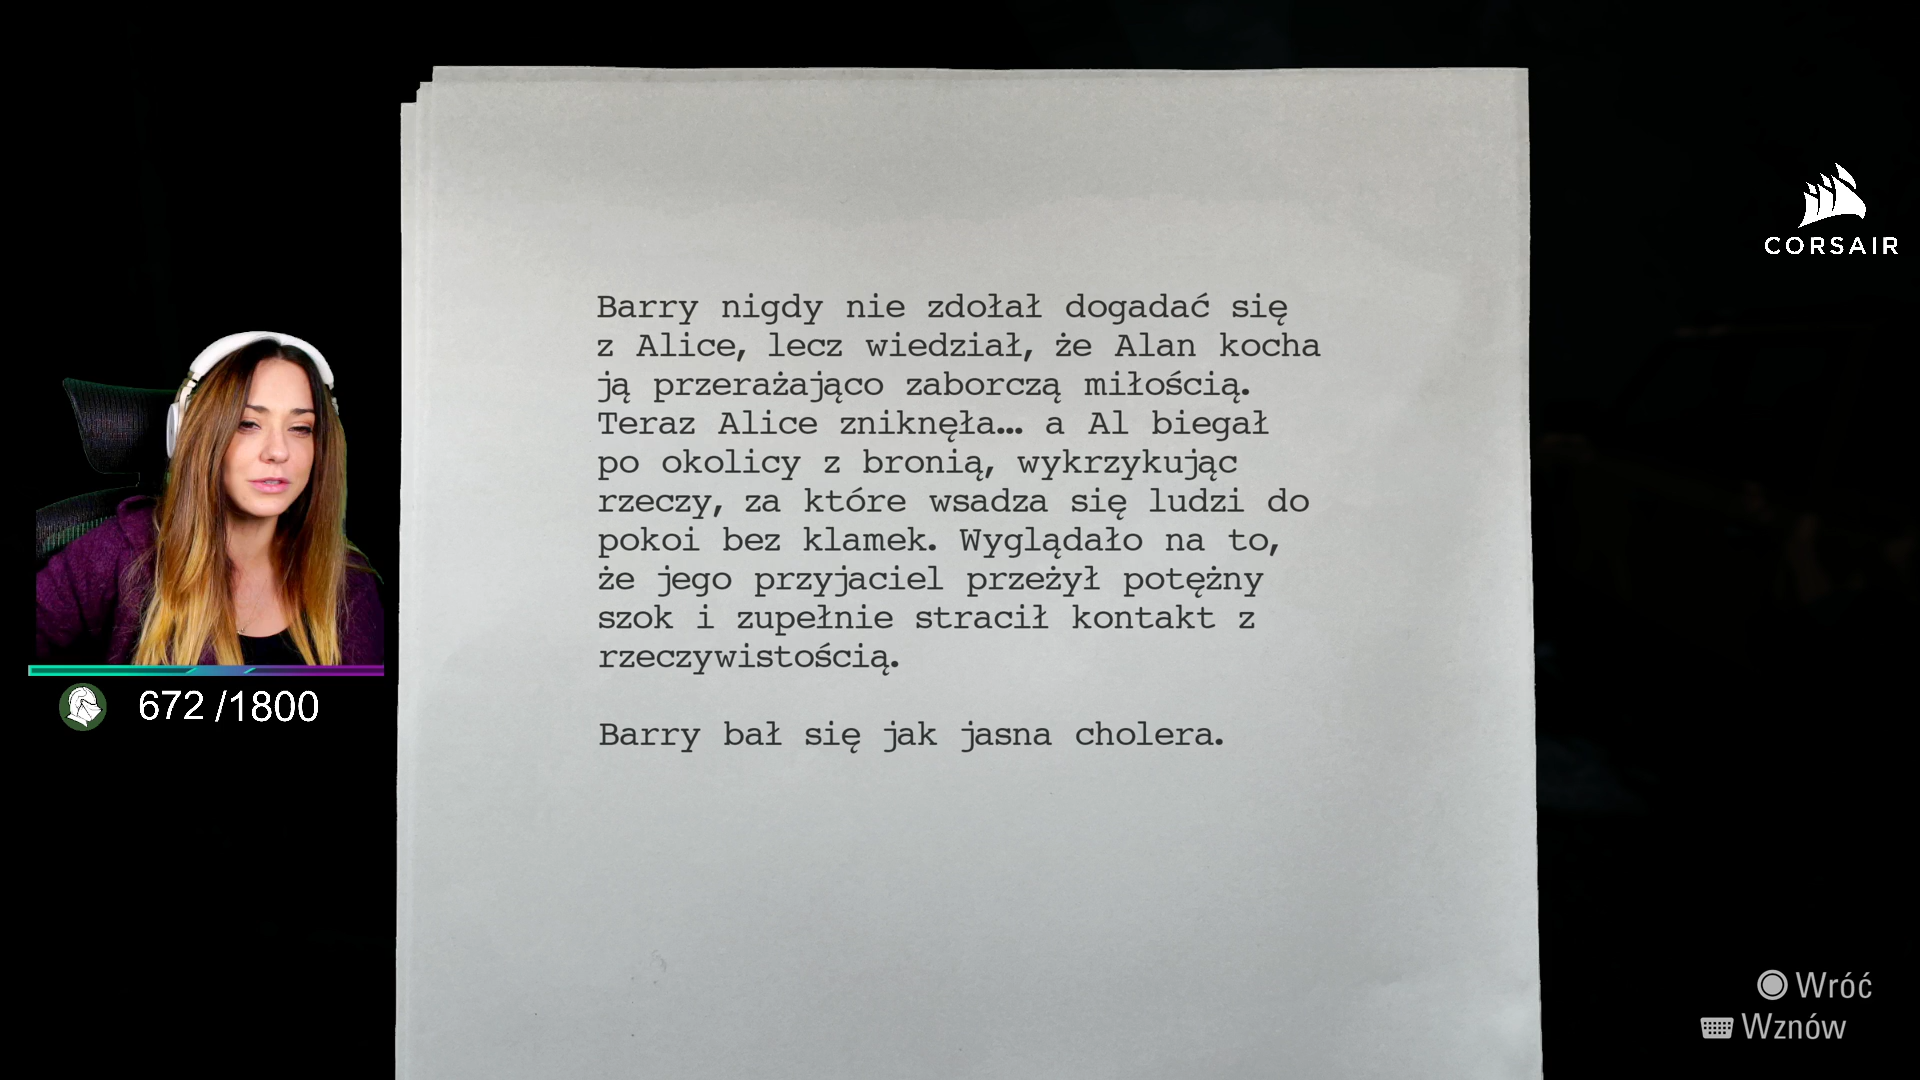 Barry nigdy nie zdołał dogadać się
z Alice, lecz wiedział, że Alan kocha
ją przerażająco zaborczą miłością.
Teraz Alice zniknęła… a Al biegał
po okolicy z bronią, wykrzykując
rzeczy, za które wsadza się ludzi do
pokoi bez klamek. Wyglądało na to,
że jego przyjaciel przeżył potężny
szok i zupełnie stracił kontakt z
rzeczywistością.
Barry bał się jak jasna cholera.
CORSAIR
672 /1800
Wróć
Wznów